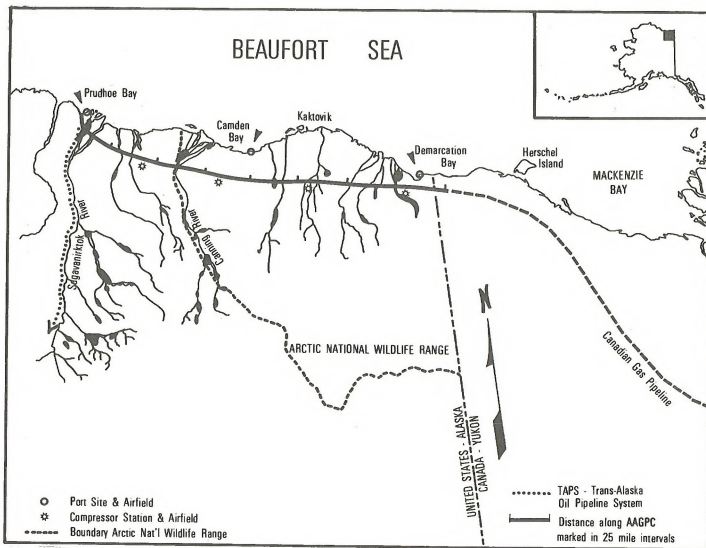 BEAUFORT SEA
Prudhoe Bay
Camden
Bay
Kaktovik
Demarcation
Bay
Herschel
Island
MACKENZIE
BAY
Sagavanirktok River
Canning River
ARCTIC NATIONAL WILDLIFE RANGE
N
Canadian Gas Pipeline
UNITED STATES - ALASKA
CANADA - YUKON
Port Site & Airfield
Compressor Station & Airfield
Boundary Arctic Nat'l Wildlife Range
TAPS - Trans-Alaska
Oil Pipeline System
Distance along AAGPC
marked in 25 mile intervals